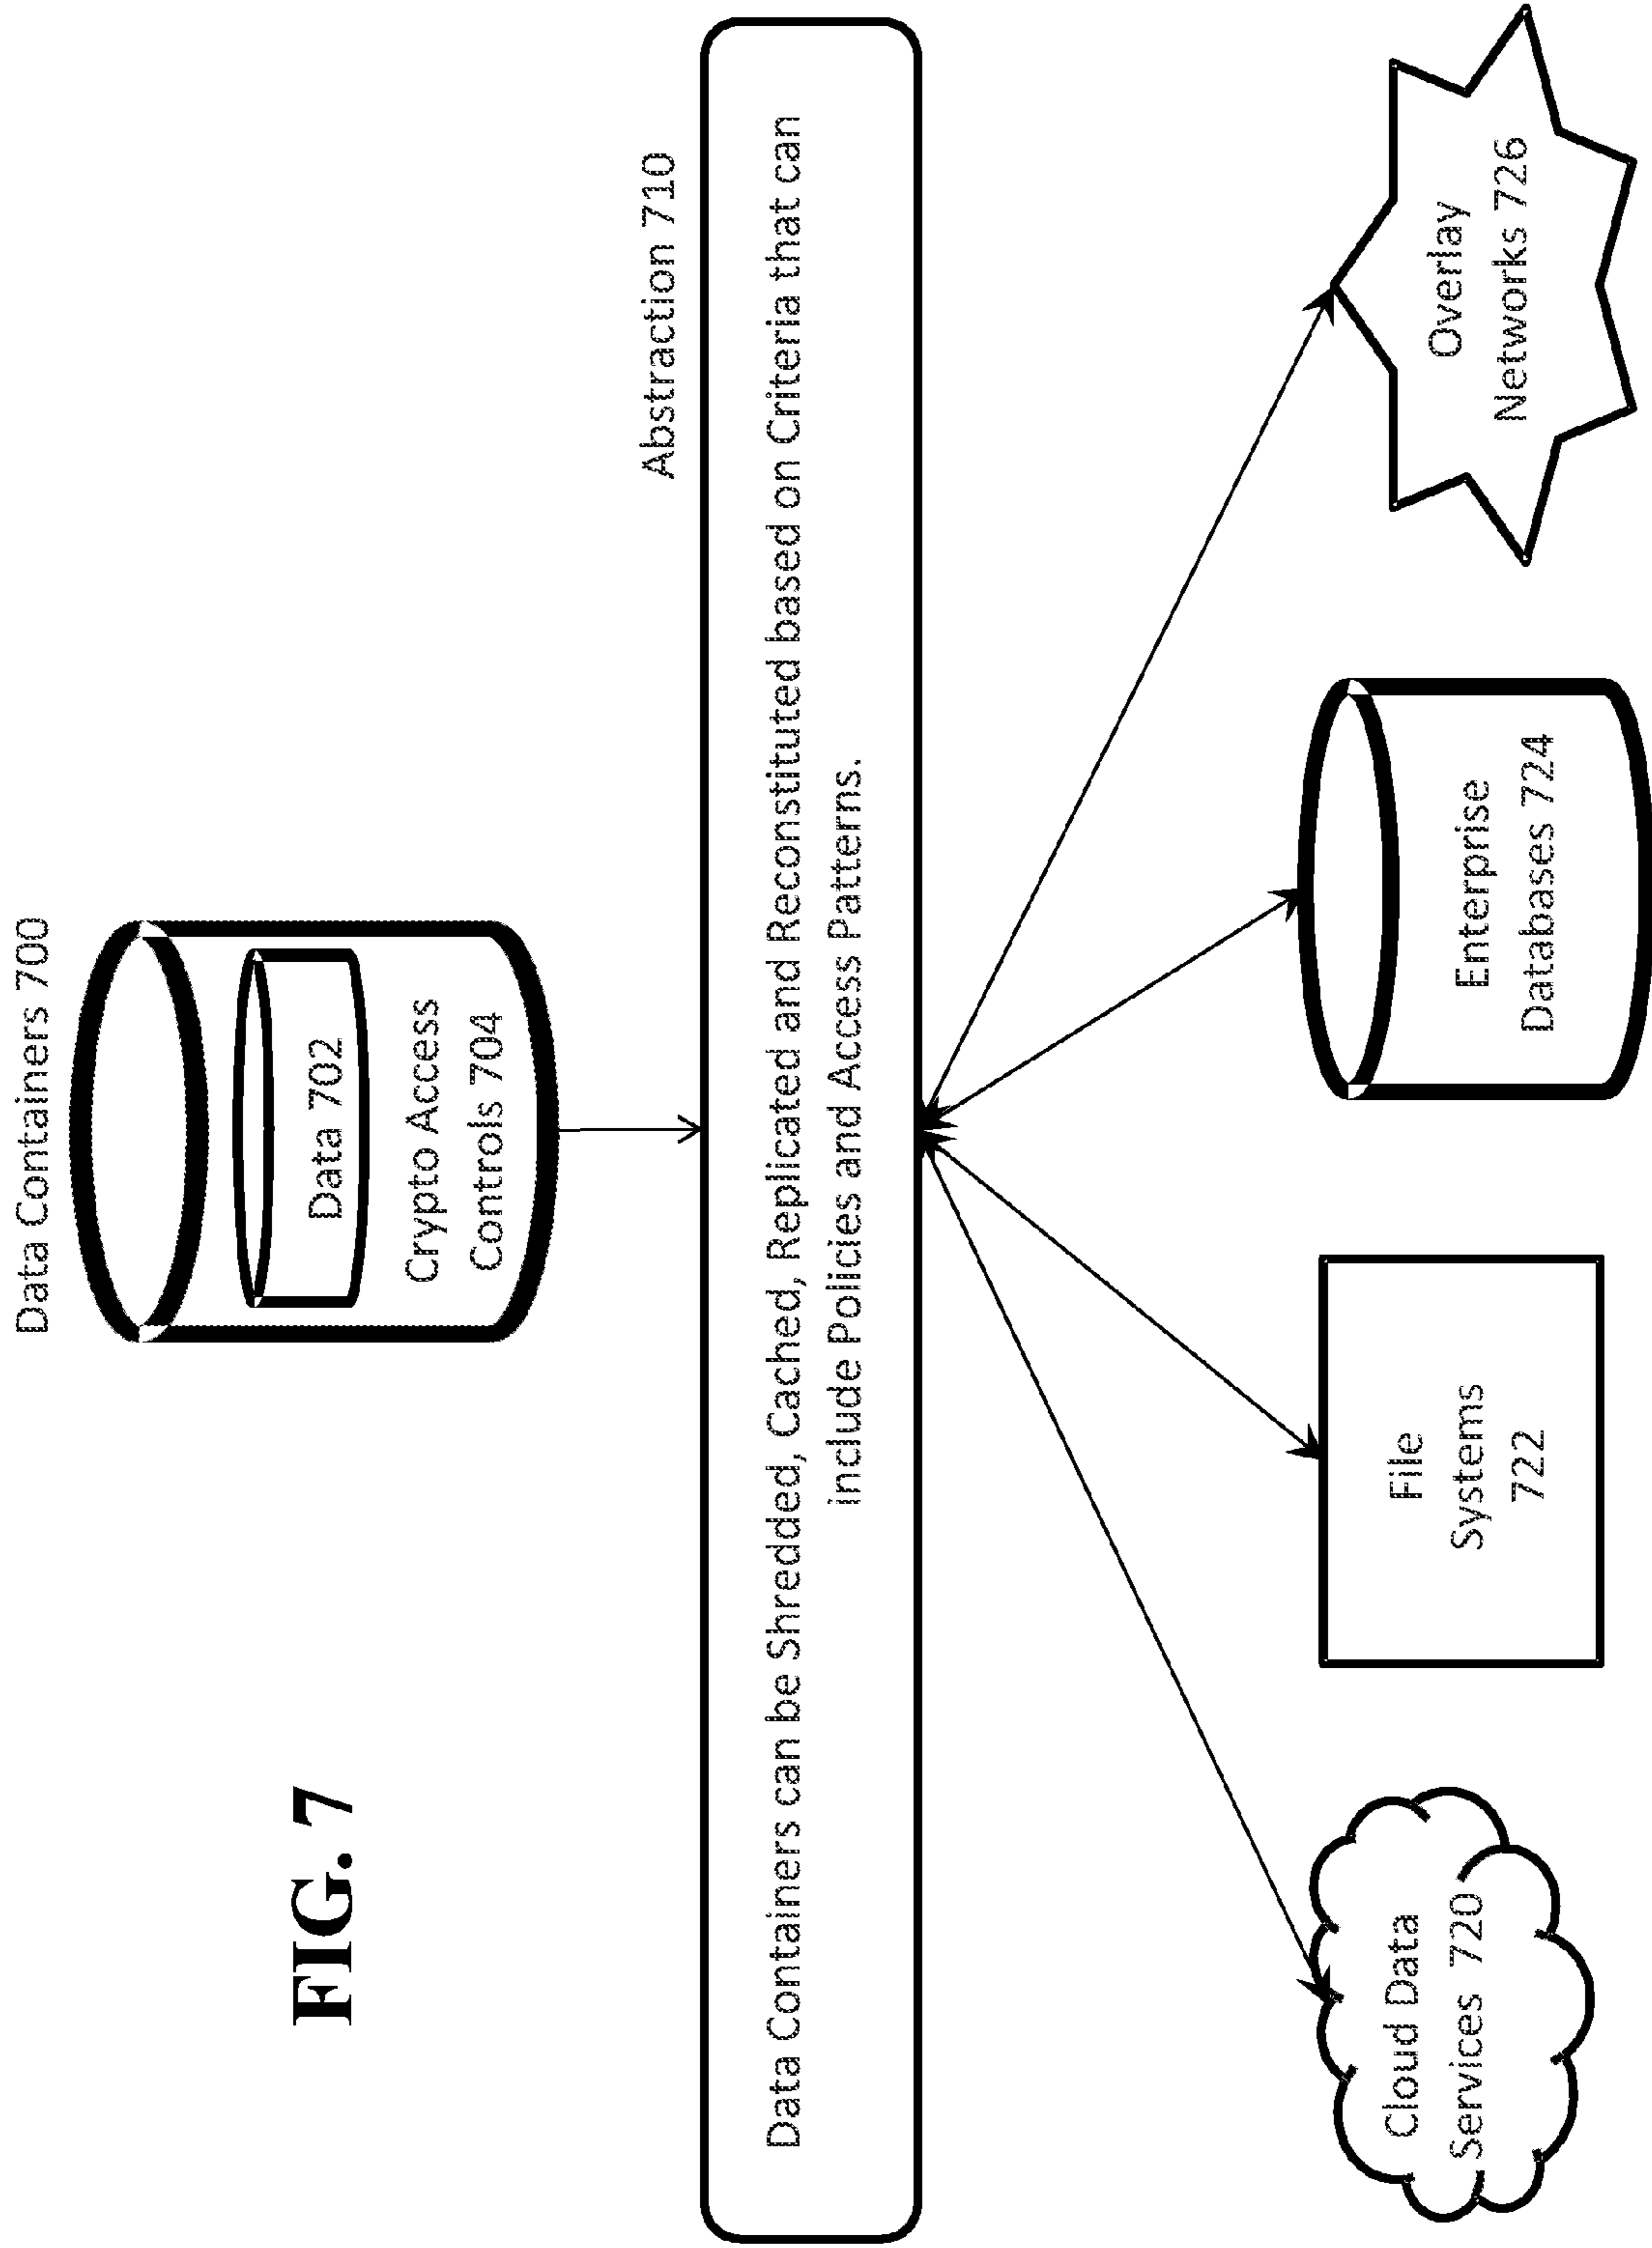 FIG. 7
Data Containers 700
Data 702
Crypto Access
Controls 704
Abstraction 710
Data Containers can be Shredded, Cached, Replicated and Reconstituted based on Criteria that can
include Policies and Access Patterns.
Cloud Data
Services 720
File
Systems
722
Enterprise
Databases 724
Overlay
Networks 726